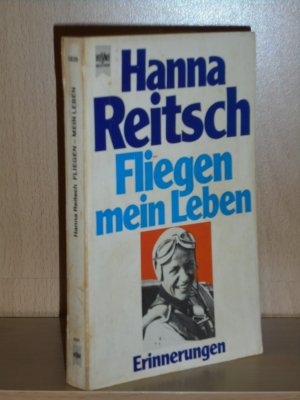 Hanna
Reitsch
Fliegen
mein Leben
Erinnerungen
Hanna Reitsch FLIEGEN – MEIN LEBEN